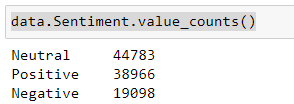 data.Sentiment.value_counts()
Neutral 44783
Positive 38966
Negative 19098